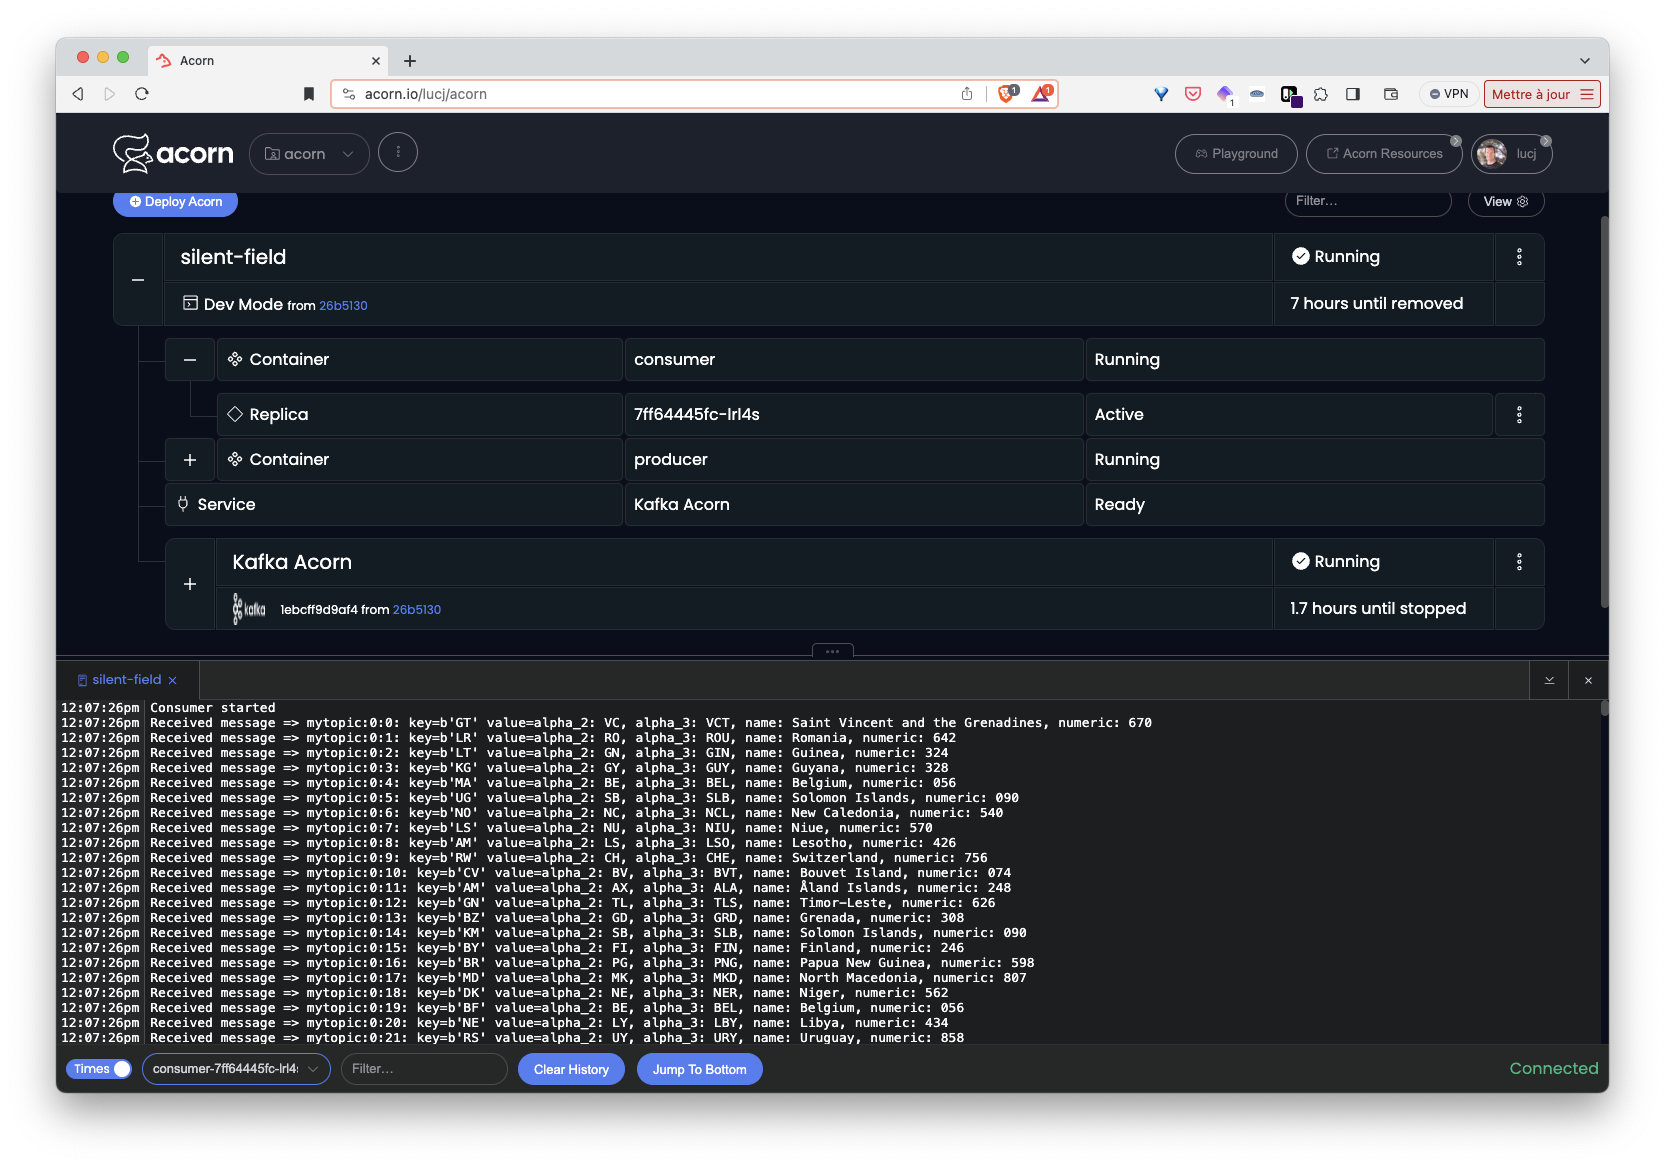 Acorn
acorn.io/lucj/acorn
1
1
1
VPN
Mettre à jour
acorn
acorn
Playground
Acorn Resources
lucj
Deploy Acorn
Filter...
View
silent-field
Running
Dev Mode from 26b5130
7 hours until removed
Container
consumer
Running
Replica
7ff64445fc-lrl4s
Active
Container
producer
Running
Service
Kafka Acorn
Ready
Kafka Acorn
Running
kafka
1ebcff9d9af4 from 26b5130
1.7 hours until stopped
silent-field
12:07:26pm Consumer started
12:07:26pm Received message => mytopic:0:0: key=b'GT' value=alpha_2: VC, alpha_3: VCT, name: Saint Vincent and the Grenadines, numeric: 670
12:07:26pm Received message => mytopic:0:1: key=b'LR' value=alpha_2: RO, alpha_3: ROU, name: Romania, numeric: 642
12:07:26pm Received message => mytopic:0:2: key=b'LT' value=alpha_2: GN, alpha_3: GIN, name: Guinea, numeric: 324
12:07:26pm Received message => mytopic:0:3: key=b'KG' value=alpha_2: GY, alpha_3: GUY, name: Guyana, numeric: 328
12:07:26pm Received message => mytopic:0:4: key=b'MA' value=alpha_2: BE, alpha_3: BEL, name: Belgium, numeric: 056
12:07:26pm Received message => mytopic:0:5: key=b'UG' value=alpha_2: SB, alpha_3: SLB, name: Solomon Islands, numeric: 090
12:07:26pm Received message => mytopic:0:6: key=b'NO' value=alpha_2: NC, alpha_3: NCL, name: New Caledonia, numeric: 540
12:07:26pm Received message => mytopic:0:7: key=b'LS' value=alpha_2: NU, alpha_3: NIU, name: Niue, numeric: 570
12:07:26pm Received message => mytopic:0:8: key=b'AM' value=alpha_2: LS, alpha_3: LSO, name: Lesotho, numeric: 426
12:07:26pm Received message => mytopic:0:9: key=b'RW' value=alpha_2: CH, alpha_3: CHE, name: Switzerland, numeric: 756
12:07:26pm Received message => mytopic:0:10: key=b'CV' value=alpha_2: BV, alpha_3: BVT, name: Bouvet Island, numeric: 074
12:07:26pm Received message => mytopic:0:11: key=b'AM' value=alpha_2: AX, alpha_3: ALA, name: Åland Islands, numeric: 248
12:07:26pm Received message => mytopic:0:12: key=b'GN' value=alpha_2: TL, alpha_3: TLS, name: Timor-Leste, numeric: 626
12:07:26pm Received message => mytopic:0:13: key=b'BZ' value=alpha_2: GD, alpha_3: GRD, name: Grenada, numeric: 308
12:07:26pm Received message => mytopic:0:14: key=b'KM' value=alpha_2: SB, alpha_3: SLB, name: Solomon Islands, numeric: 090
12:07:26pm Received message => mytopic:0:15: key=b'BY' value=alpha_2: FI, alpha_3: FIN, name: Finland, numeric: 246
12:07:26pm Received message => mytopic:0:16: key=b'BR' value=alpha_2: PG, alpha_3: PNG, name: Papua New Guinea, numeric: 598
12:07:26pm Received message => mytopic:0:17: key=b'MD' value=alpha_2: MK, alpha_3: MKD, name: North Macedonia, numeric: 807
12:07:26pm Received message => mytopic:0:18: key=b'DK' value=alpha_2: NE, alpha_3: NER, name: Niger, numeric: 562
12:07:26pm Received message => mytopic:0:19: key=b'BF' value=alpha_2: BE, alpha_3: BEL, name: Belgium, numeric: 056
12:07:26pm Received message => mytopic:0:20: key=b'NE' value=alpha_2: LY, alpha_3: LBY, name: Libya, numeric: 434
12:07:26pm Received message => mytopic:0:21: key=b'RS' value=alpha_2: UY, alpha_3: URY, name: Uruguay, numeric: 858
Times
consumer-7ff64445fc-lrl4s
Filter...
Clear History
Jump To Bottom
Connected